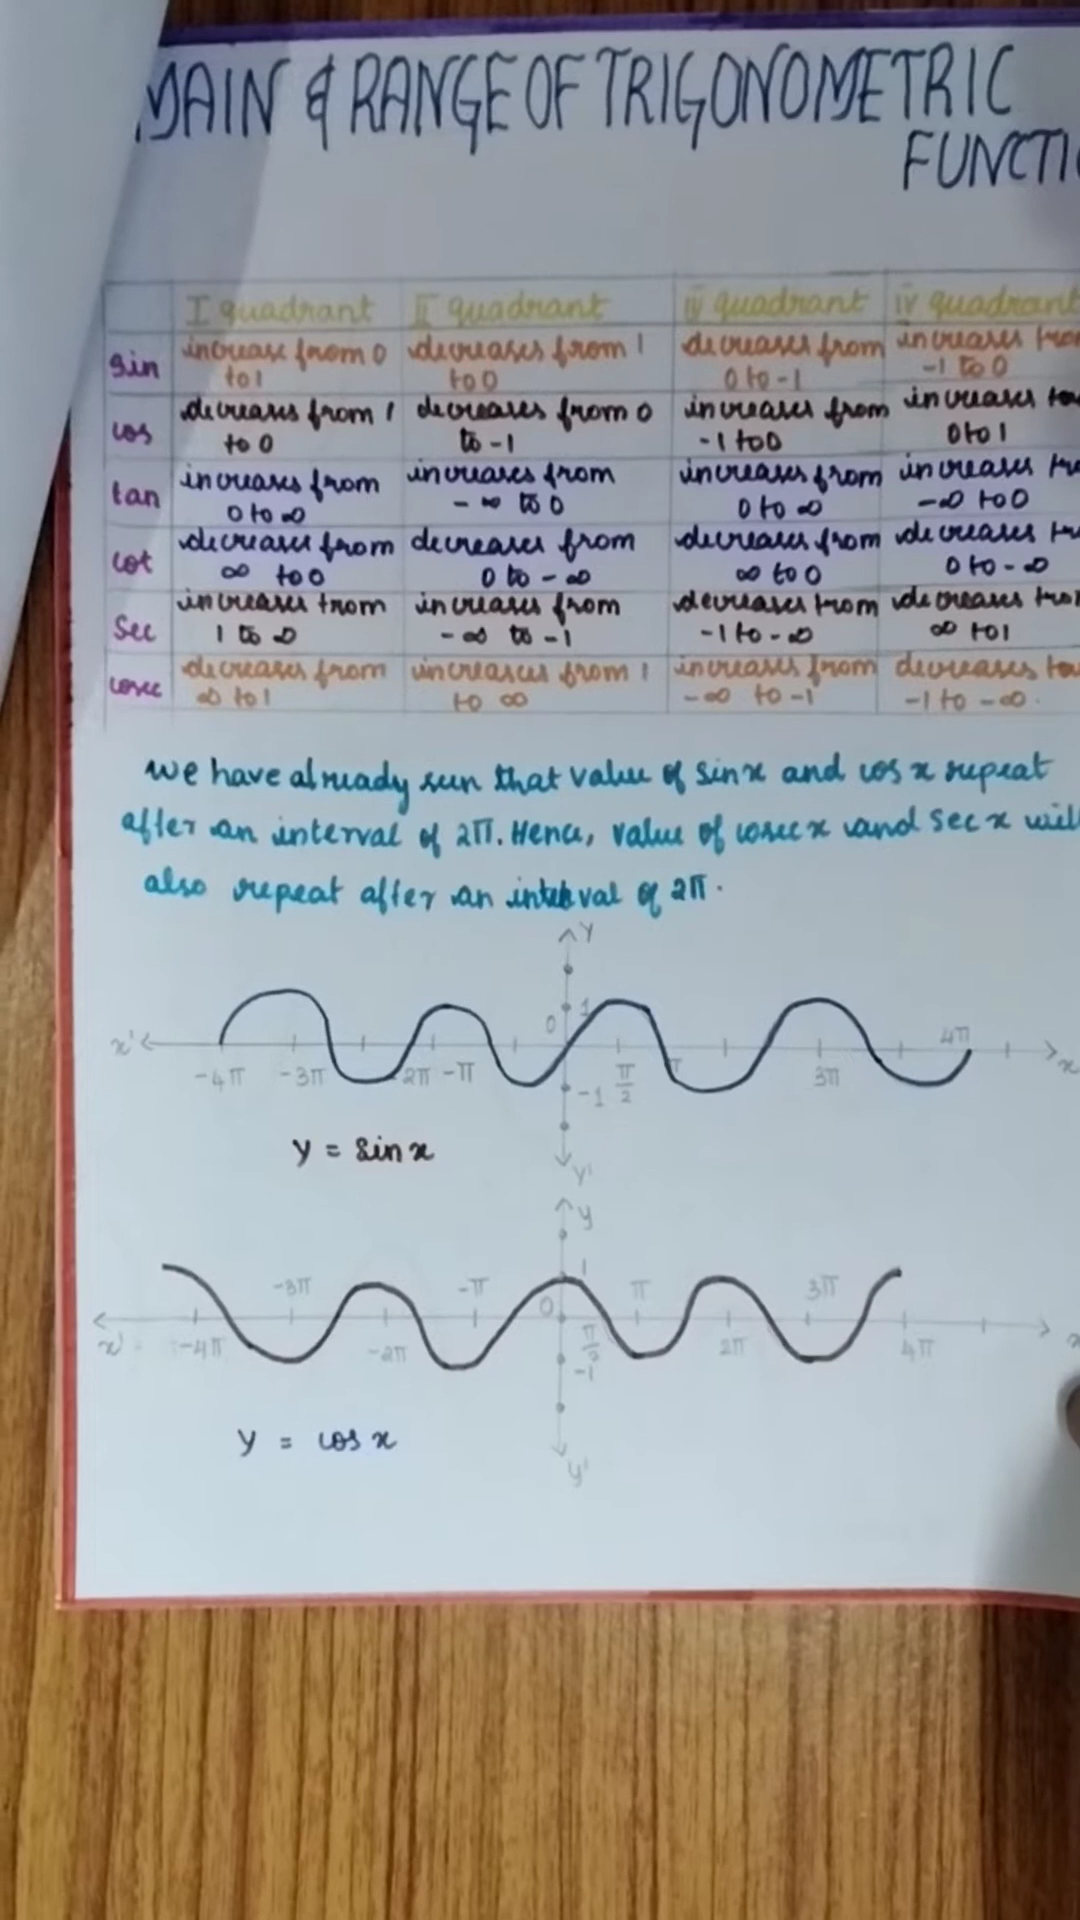 MAIN & RANGE OF TRIGONOMETRIC
FUNCTI
I quadrant II quadrant iii quadrant iv quadrant
sin increase from 0 to 1 decreases from 1 to 0 decreases from 0 to -1 increases from -1 to 0
cos decreases from 1 to 0 decreases from 0 to -1 increases from -1 to 0 increases 0 to 1
tan increases from 0 to ∞ increases from -∞ to 0 increases from 0 to ∞ increases -∞ to 0
cot decreases from ∞ to 0 decreases from 0 to -∞ decreases from ∞ to 0 decreases 0 to -∞
Sec increases from 1 to ∞ increases from -∞ to -1 decreases from -1 to -∞ decreases ∞ to 1
cosec decreases from ∞ to 1 increases from 1 to ∞ increases from -∞ to -1 decreases -1 to -∞.
we have already seen that value of sin x and cos x repeat
after an interval of 2π. Hence, value of cosec x and sec x will
also repeat after an interval of 2π.
Y
1
0
x' 4π x
-4π -3π -2π -π π/2 π 3π
-1
y = sin x
Y'
y
1
-3π -π π 3π
0
x' -4π -2π π/2 2π 4π x
-1
y = cos x
y'